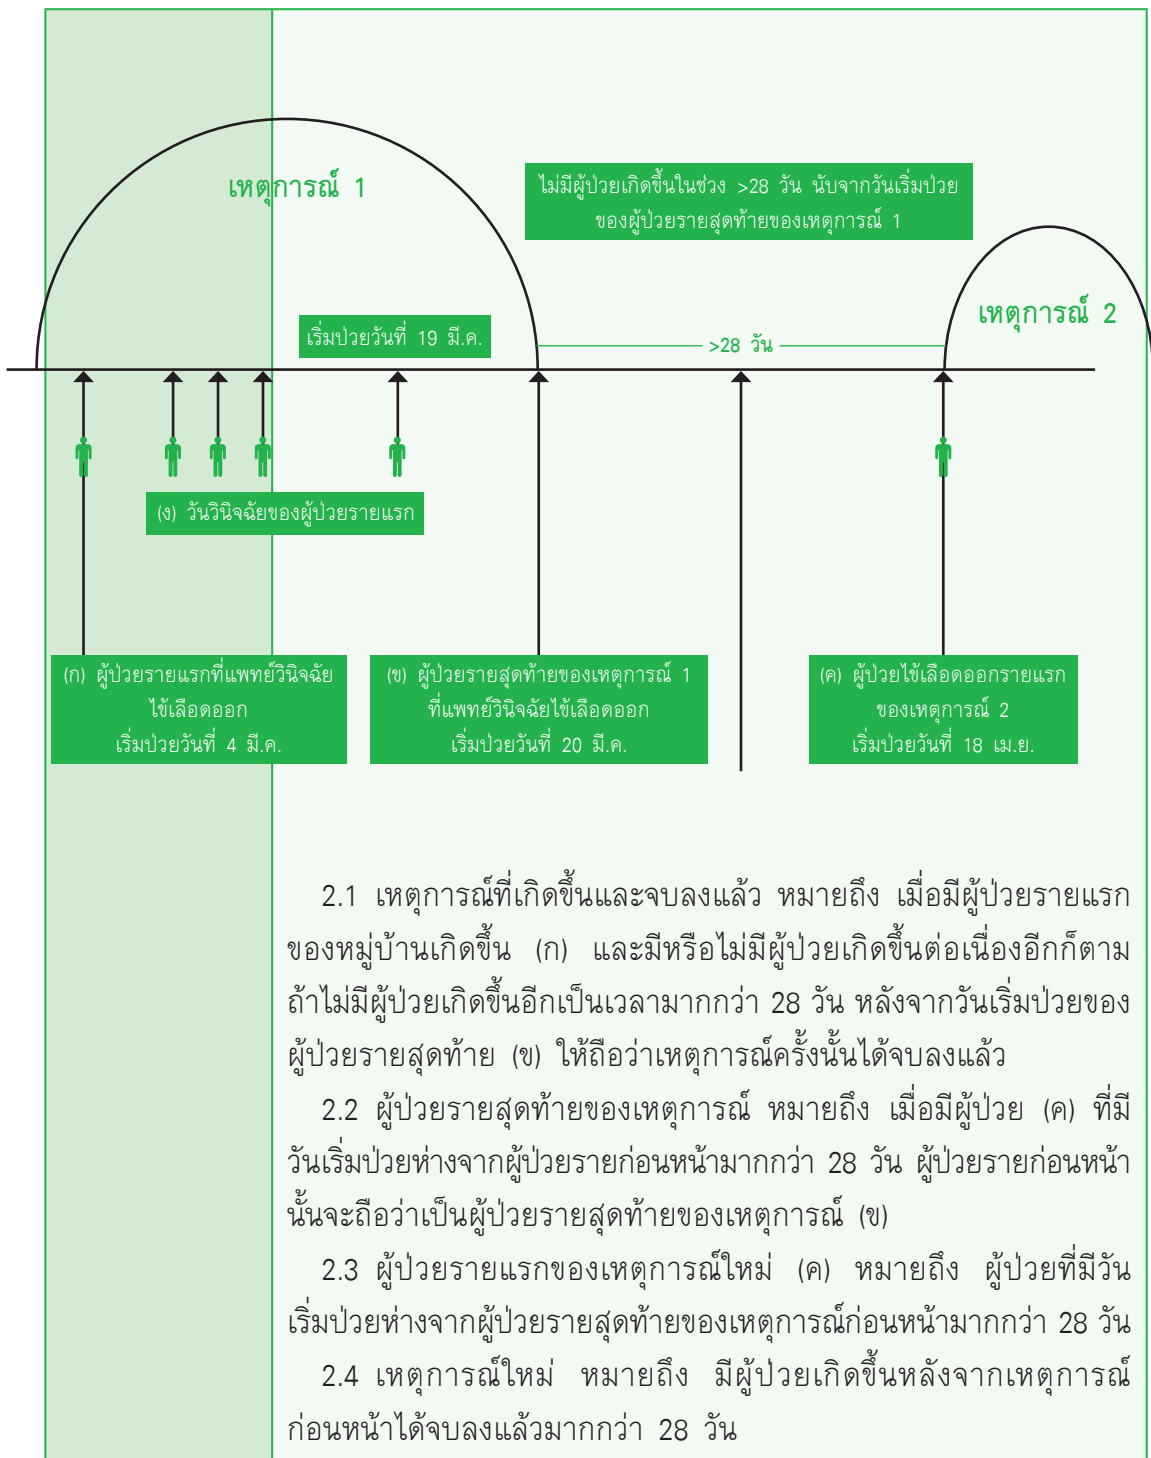 เหตุการณ์ 1
ไม่มีผู้ป่วยเกิดขึ้นในช่วง >28 วัน นับจากวันเริ่มป่วย
ของผู้ป่วยรายสุดท้ายของเหตุการณ์ 1
เหตุการณ์ 2
เริ่มป่วยวันที่ 19 มี.ค.
>28 วัน
(ง) วันวินิจฉัยของผู้ป่วยรายแรก
(ก) ผู้ป่วยรายแรกที่แพทย์วินิจฉัย
ไข้เลือดออก
เริ่มป่วยวันที่ 4 มี.ค.
(ข) ผู้ป่วยรายสุดท้ายของเหตุการณ์ 1
ที่แพทย์วินิจฉัยไข้เลือดออก
เริ่มป่วยวันที่ 20 มี.ค.
(ค) ผู้ป่วยไข้เลือดออกรายแรก
ของเหตุการณ์ 2
เริ่มป่วยวันที่ 18 เม.ย.
2.1 เหตุการณ์ที่เกิดขึ้นและจบลงแล้ว หมายถึง เมื่อมีผู้ป่วยรายแรก
ของหมู่บ้านเกิดขึ้น (ก) และมีหรือไม่มีผู้ป่วยเกิดขึ้นต่อเนื่องอีกก็ตาม
ถ้าไม่มีผู้ป่วยเกิดขึ้นอีกเป็นเวลามากกว่า 28 วัน หลังจากวันเริ่มป่วยของ
ผู้ป่วยรายสุดท้าย (ข) ให้ถือว่าเหตุการณ์ครั้งนั้นได้จบลงแล้ว
2.2 ผู้ป่วยรายสุดท้ายของเหตุการณ์ หมายถึง เมื่อมีผู้ป่วย (ค) ที่มี
วันเริ่มป่วยห่างจากผู้ป่วยรายก่อนหน้ามากกว่า 28 วัน ผู้ป่วยรายก่อนหน้า
นั้นจะถือว่าเป็นผู้ป่วยรายสุดท้ายของเหตุการณ์ (ข)
2.3 ผู้ป่วยรายแรกของเหตุการณ์ใหม่ (ค) หมายถึง ผู้ป่วยที่มีวัน
เริ่มป่วยห่างจากผู้ป่วยรายสุดท้ายของเหตุการณ์ก่อนหน้ามากกว่า 28 วัน
2.4 เหตุการณ์ใหม่ หมายถึง มีผู้ป่วยเกิดขึ้นหลังจากเหตุการณ์
ก่อนหน้าได้จบลงแล้วมากกว่า 28 วัน